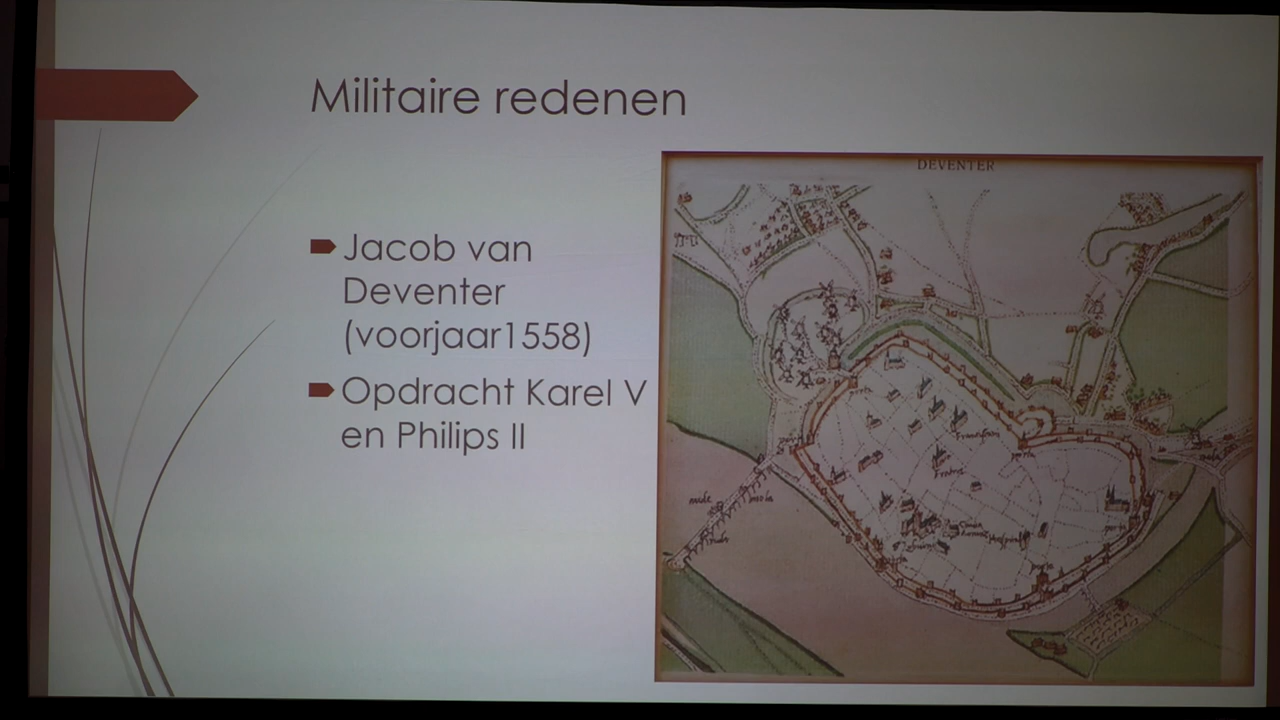 Militaire redenen
Jacob van
Deventer
(voorjaar1558)
Opdracht Karel V
en Philips II
DEVENTER